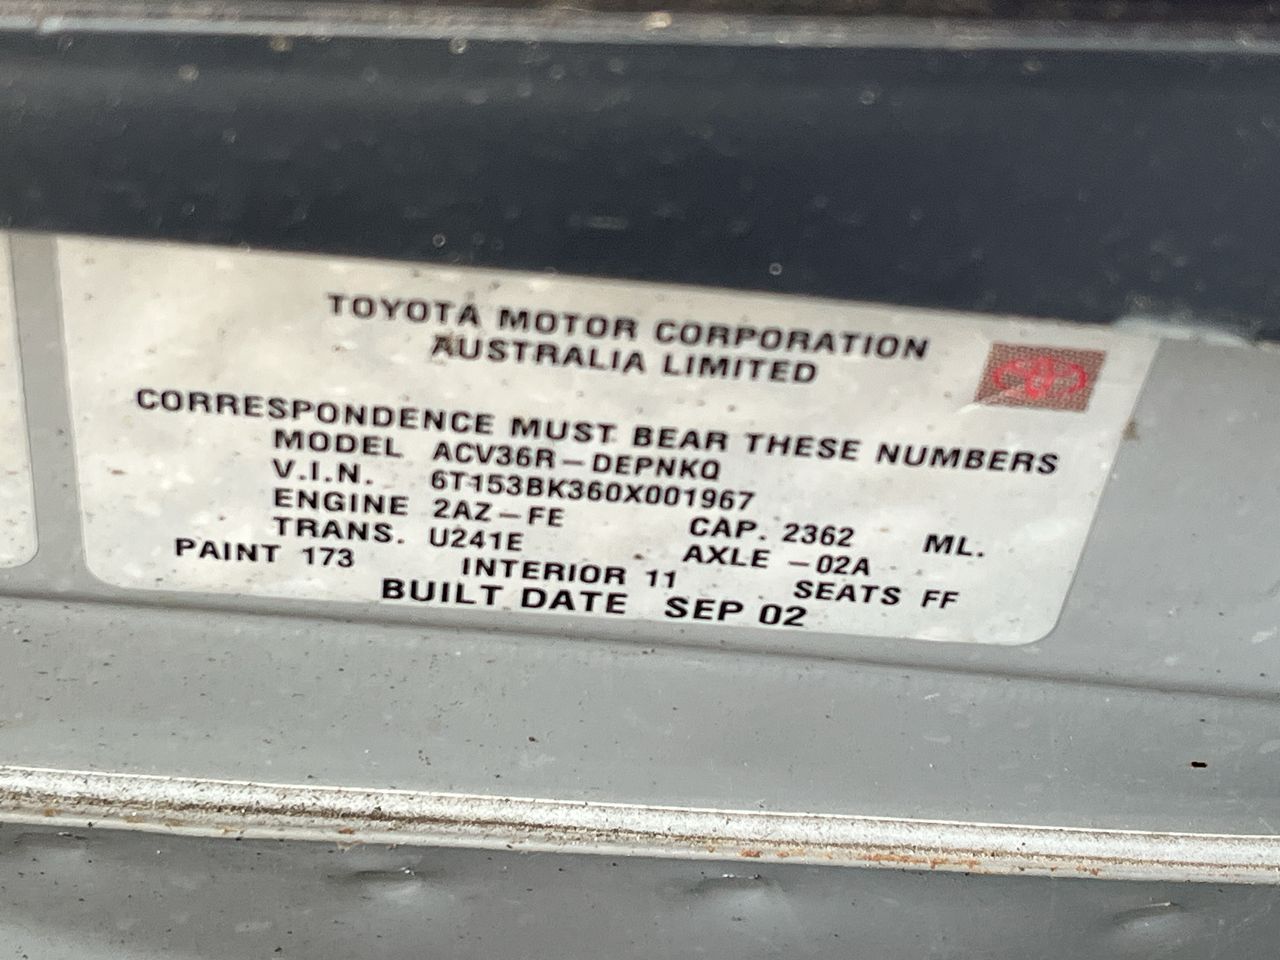 TOYOTA MOTOR CORPORATION
AUSTRALIA LIMITED
CORRESPONDENCE MUST BEAR THESE NUMBERS
MODEL ACV36R-DEPNKQ
V.I.N. 6T153BK360X001967
ENGINE 2AZ-FE CAP. 2362 ML.
TRANS. U241E AXLE -02A
PAINT 173 INTERIOR 11 SEATS FF
BUILT DATE SEP 02